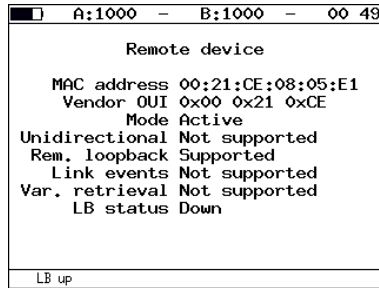 A:1000 – B:1000 – 00 49
Remote device
MAC address 00:21:CE:08:05:E1
Vendor OUI 0x00 0x21 0xCE
Mode Active
Unidirectional Not supported
Rem. loopback Supported
Link events Not supported
Var. retrieval Not supported
LB status Down
LB up